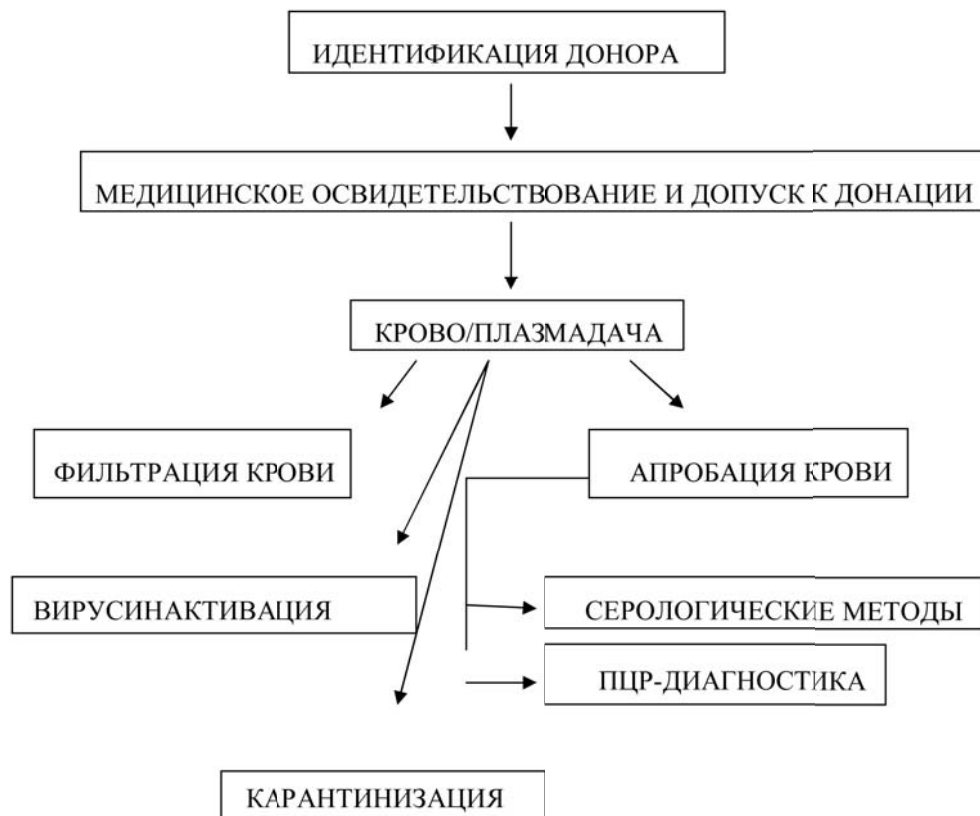 ИДЕНТИФИКАЦИЯ ДОНОРА
МЕДИЦИНСКОЕ ОСВИДЕТЕЛЬСТВОВАНИЕ И ДОПУСК К ДОНАЦИИ
КРОВО/ПЛАЗМАДАЧА
ФИЛЬТРАЦИЯ КРОВИ
АПРОБАЦИЯ КРОВИ
ВИРУСИНАКТИВАЦИЯ
СЕРОЛОГИЧЕСКИЕ МЕТОДЫ
ПЦР-ДИАГНОСТИКА
КАРАНТИНИЗАЦИЯ